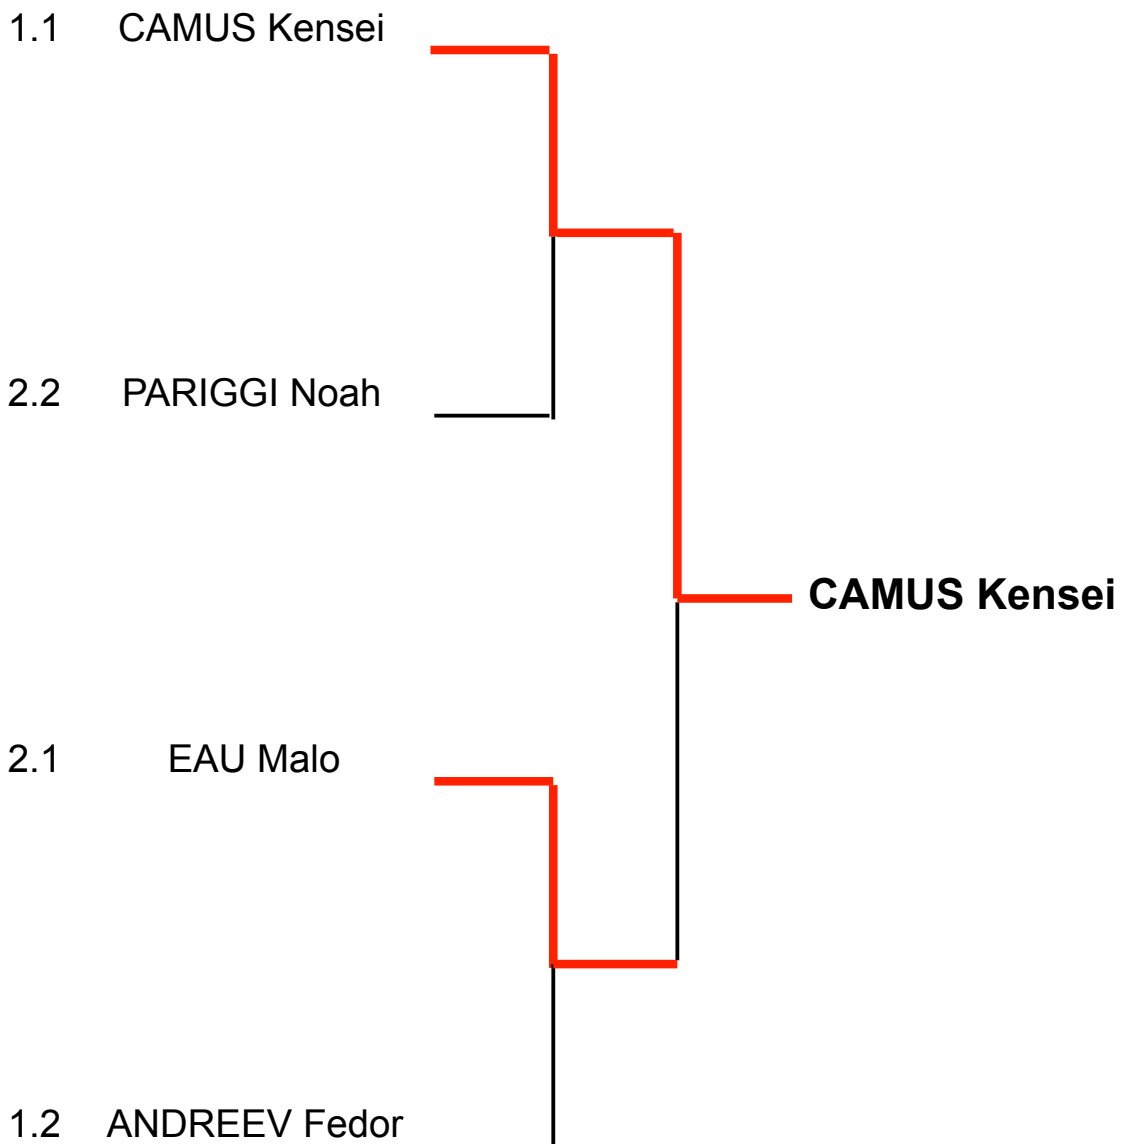 1.1 CAMUS Kensei
2.2 PARIGGI Noah
CAMUS Kensei
2.1 EAU Malo
1.2 ANDREEV Fedor